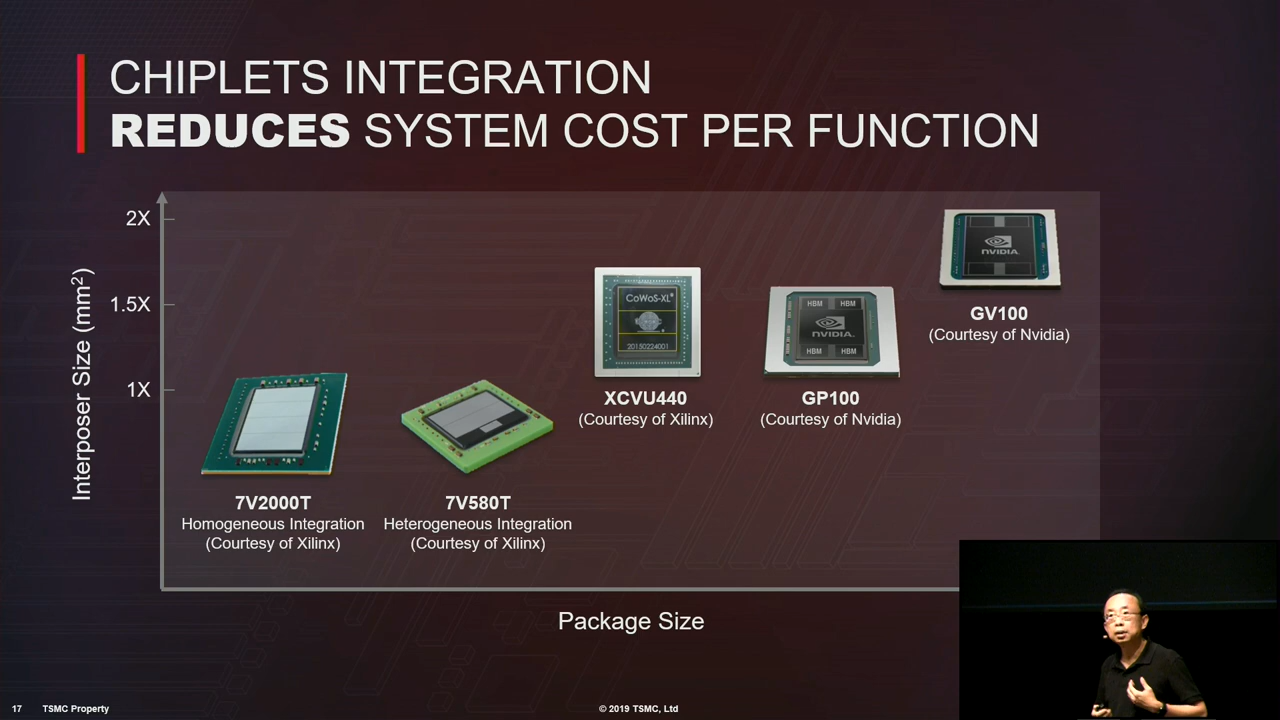 CHIPLETS INTEGRATION
REDUCES SYSTEM COST PER FUNCTION
Interposer Size (mm²)
2X
1.5X
1X
7V2000T
Homogeneous Integration
(Courtesy of Xilinx)
7V580T
Heterogeneous Integration
(Courtesy of Xilinx)
CoWoS-XL
20150224001
XCVU440
(Courtesy of Xilinx)
HBM HBM
NVIDIA.
HBM HBM
GP100
(Courtesy of Nvidia)
NVIDIA.
GV100
(Courtesy of Nvidia)
Package Size
17 TSMC Property
© 2019 TSMC, Ltd